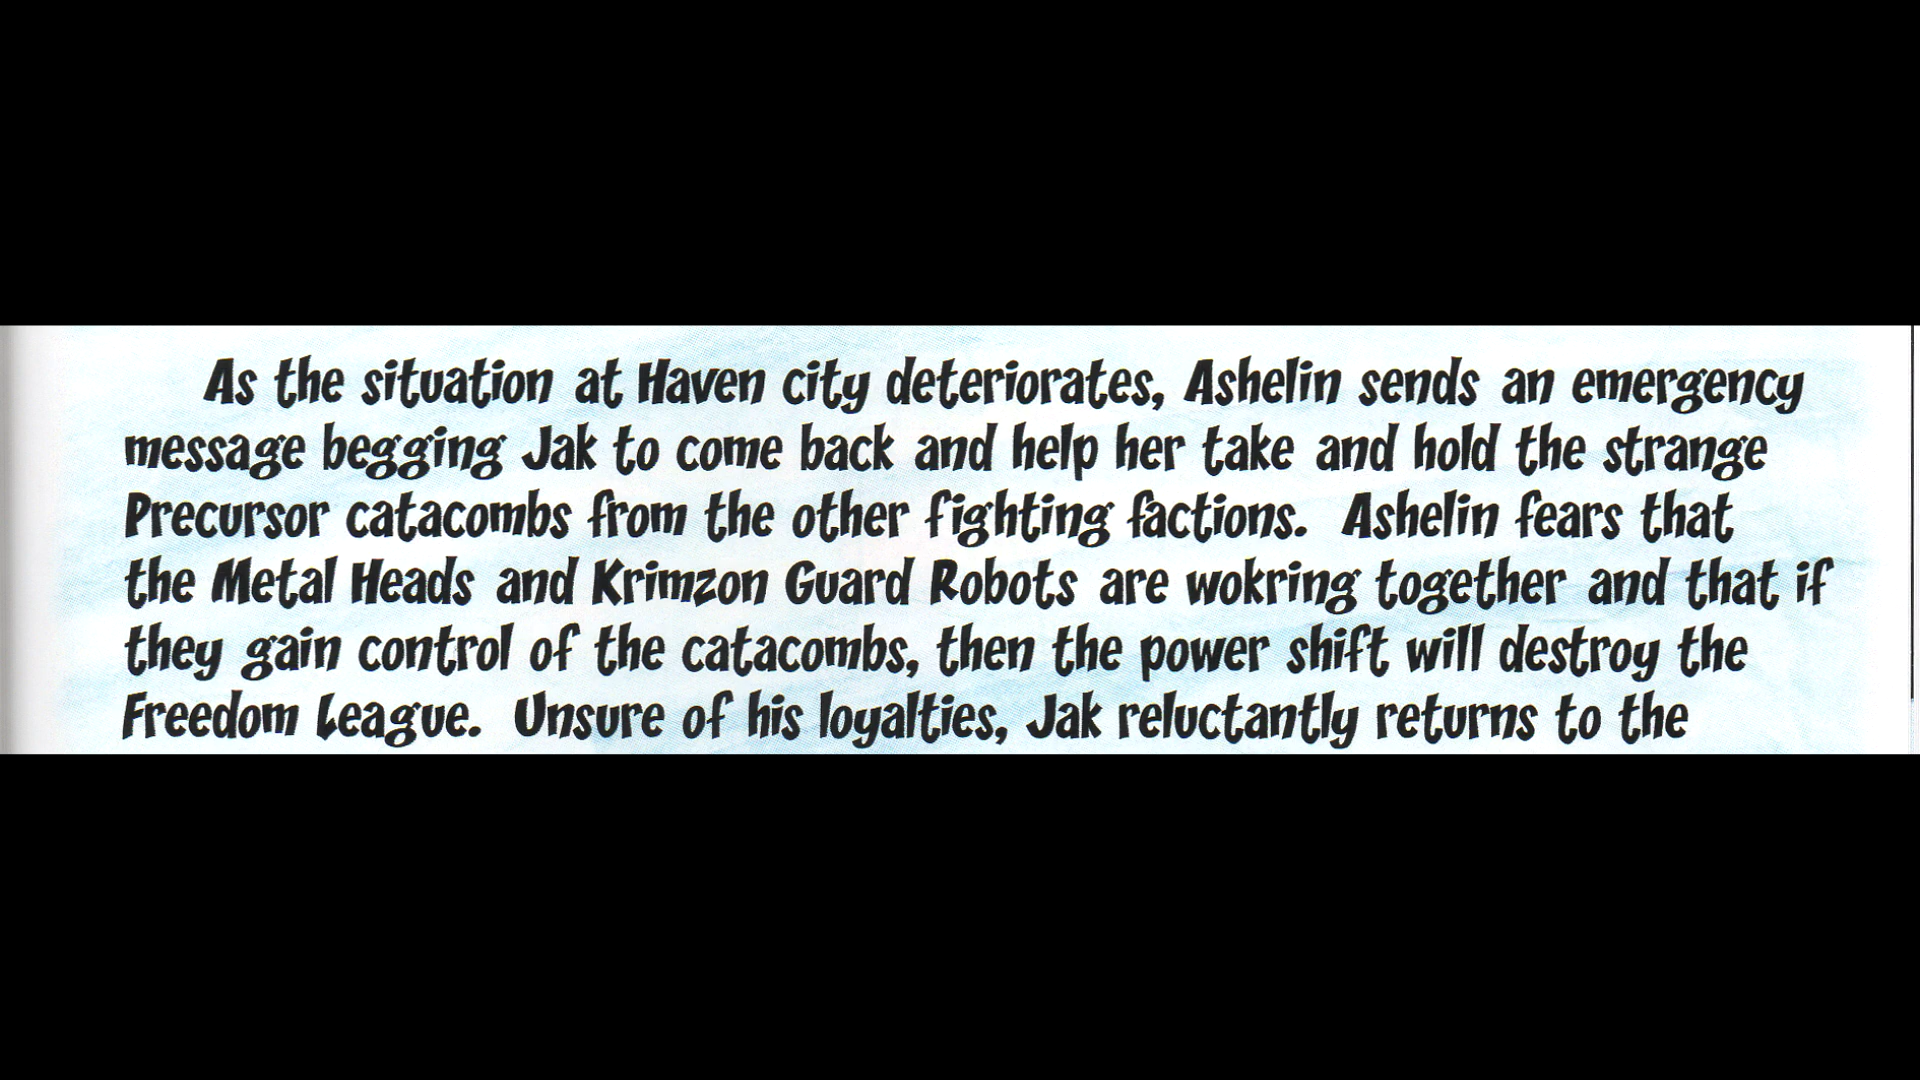 As the situation at Haven city deteriorates, Ashelin sends an emergency
message begging Jak to come back and help her take and hold the strange
Precursor catacombs from the other fighting factions. Ashelin fears that
the Metal Heads and Krimzon Guard Robots are wokring together and that if
they gain control of the catacombs, then the power shift will destroy the
Freedom League. Unsure of his loyalties, Jak reluctantly returns to the